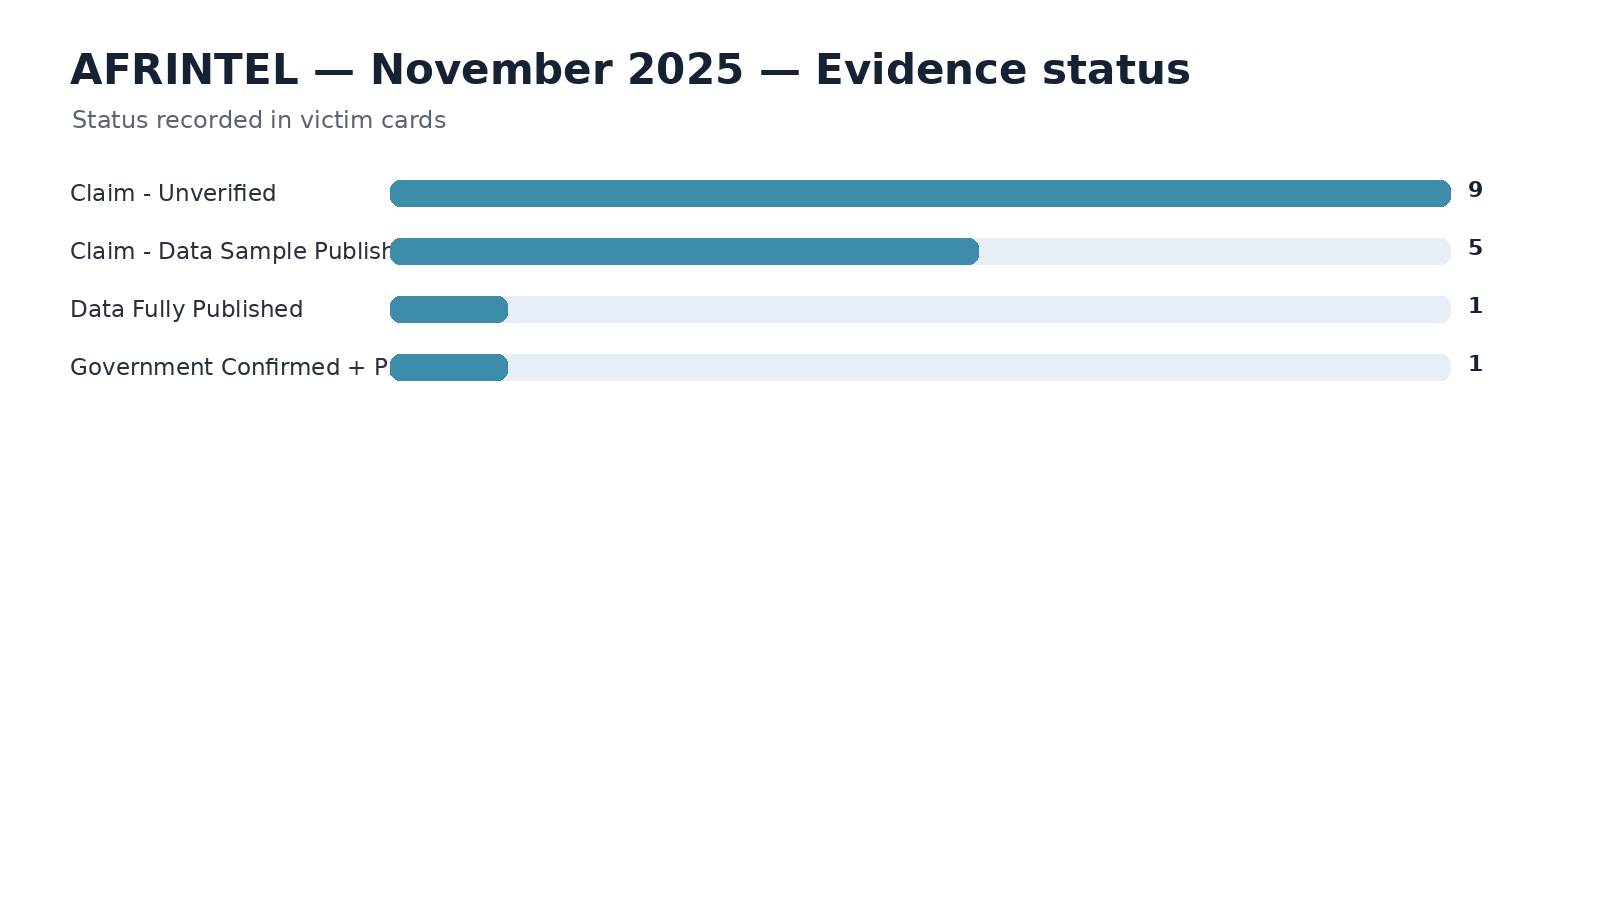 AFRINTEL — November 2025 — Evidence status
Status recorded in victim cards
Claim - Unverified 9
Claim - Data Sample Publish 5
Data Fully Published 1
Government Confirmed + P 1